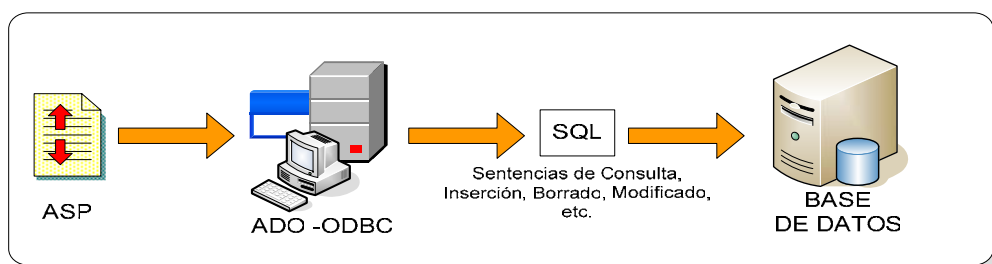 ASP
ADO -ODBC
SQL
Sentencias de Consulta,
Inserción, Borrado, Modificado,
etc.
BASE
DE DATOS